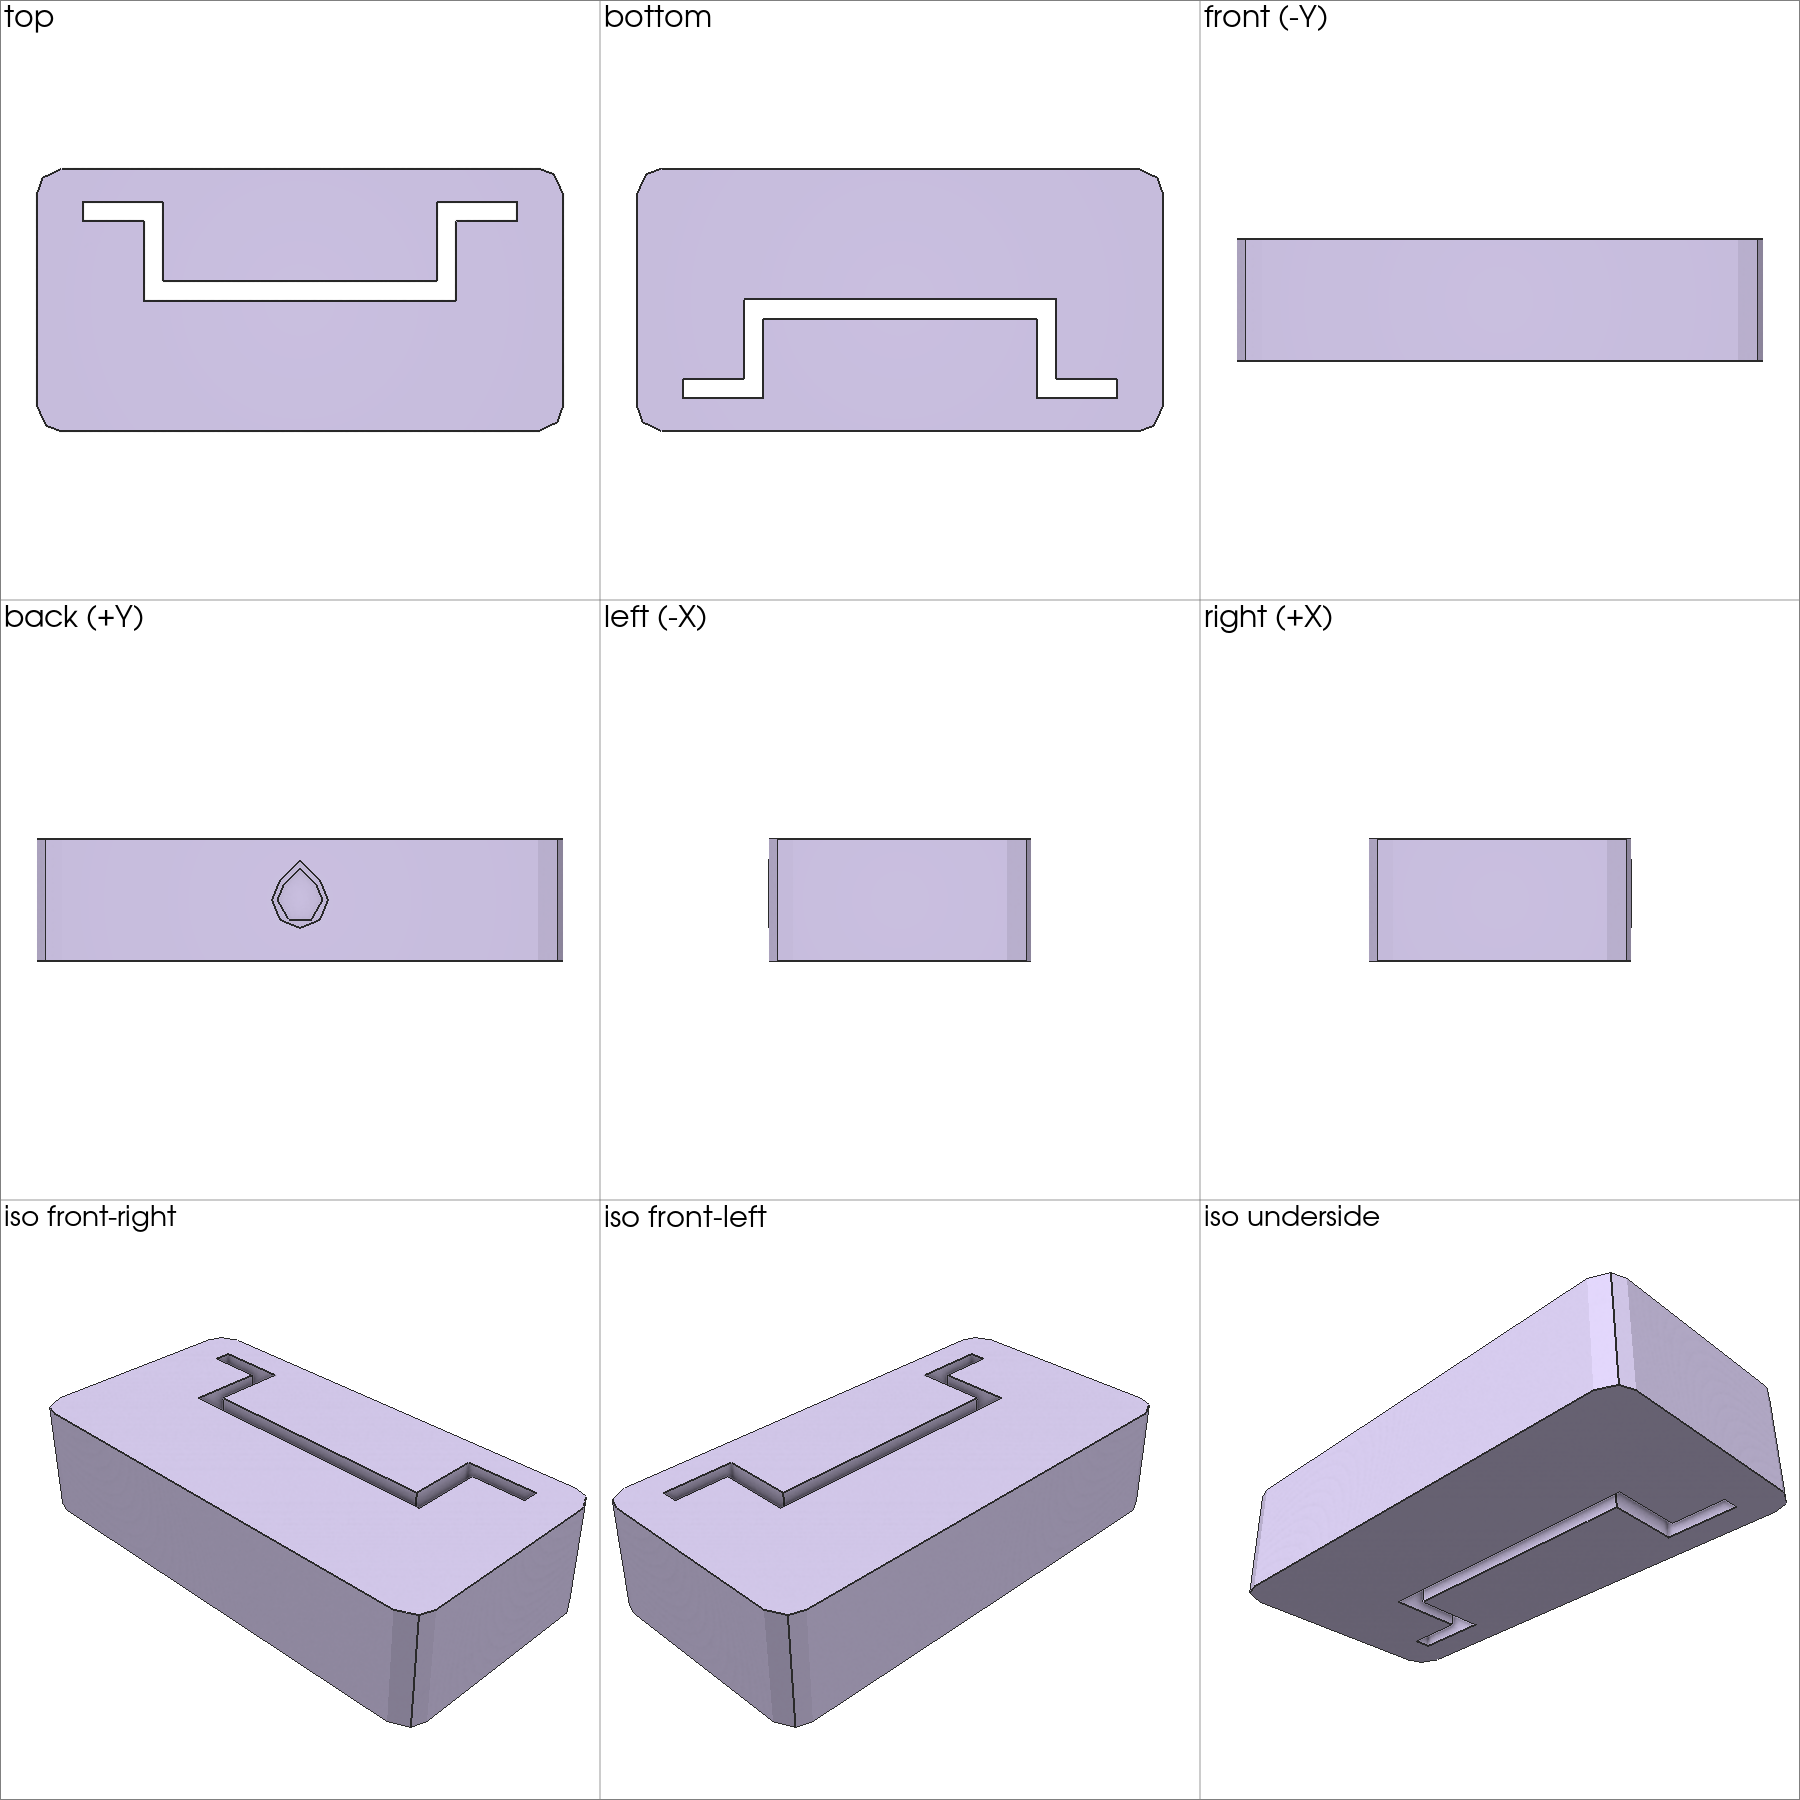 top
bottom
front (-Y)
back (+Y)
left (-X)
right (+X)
iso front-right
iso front-left
iso underside